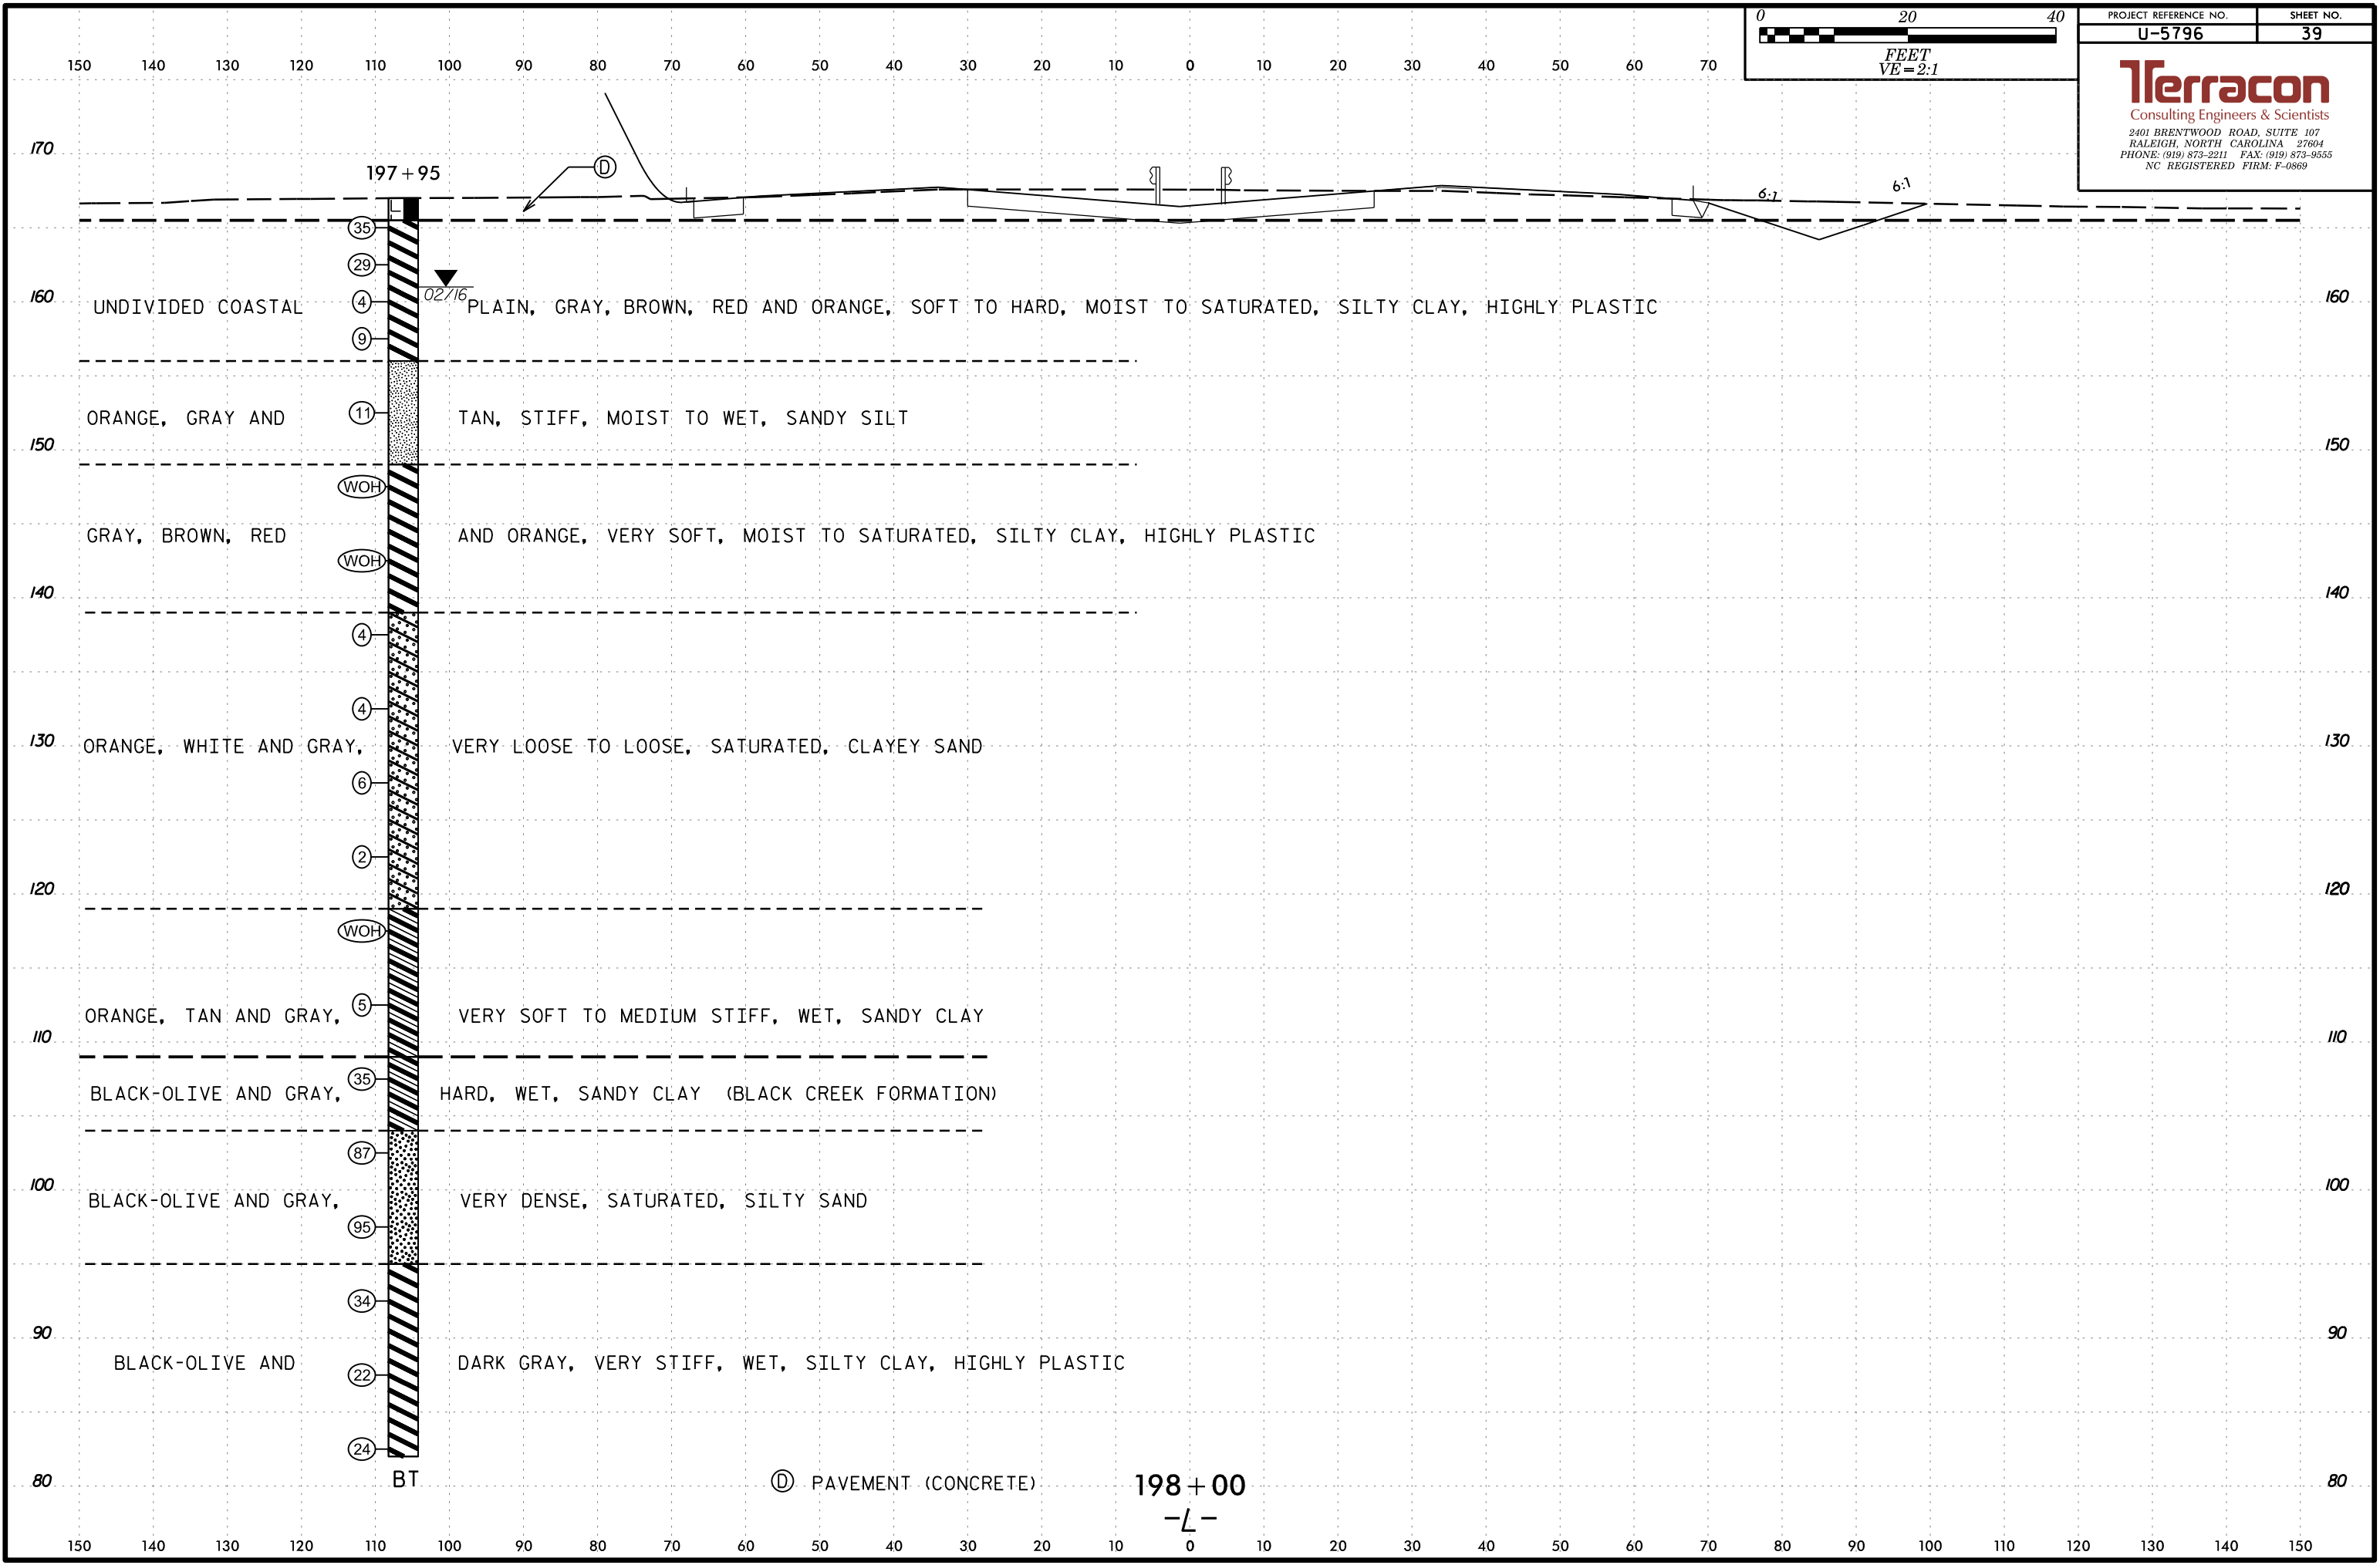 0 20 40
FEET
VE=2:1
PROJECT REFERENCE NO. SHEET NO.
U-5796 39
Terracon
Consulting Engineers & Scientists
2401 BRENTWOOD ROAD, SUITE 107
RALEIGH, NORTH CAROLINA 27604
PHONE: (919) 873-2211 FAX: (919) 873-9555
NC REGISTERED FIRM: F-0869
150 140 130 120 110 100 90 80 70 60 50 40 30 20 10 0 10 20 30 40 50 60 70
170
197+95
D
6:1 6:1
35
29
02/16
160 160
UNDIVIDED COASTAL 4 PLAIN, GRAY, BROWN, RED AND ORANGE, SOFT TO HARD, MOIST TO SATURATED, SILTY CLAY, HIGHLY PLASTIC
9
ORANGE, GRAY AND 11 TAN, STIFF, MOIST TO WET, SANDY SILT
150 150
WOH
GRAY, BROWN, RED AND ORANGE, VERY SOFT, MOIST TO SATURATED, SILTY CLAY, HIGHLY PLASTIC
WOH
140 140
4
4
130 130
ORANGE, WHITE AND GRAY, VERY LOOSE TO LOOSE, SATURATED, CLAYEY SAND
6
2
120 120
WOH
5
ORANGE, TAN AND GRAY, VERY SOFT TO MEDIUM STIFF, WET, SANDY CLAY
110 110
35
BLACK-OLIVE AND GRAY, HARD, WET, SANDY CLAY (BLACK CREEK FORMATION)
87
100 100
BLACK-OLIVE AND GRAY, VERY DENSE, SATURATED, SILTY SAND
95
34
90 90
BLACK-OLIVE AND DARK GRAY, VERY STIFF, WET, SILTY CLAY, HIGHLY PLASTIC
22
24
80 80
BT
D PAVEMENT (CONCRETE)
198+00
-L-
150 140 130 120 110 100 90 80 70 60 50 40 30 20 10 0 10 20 30 40 50 60 70 80 90 100 110 120 130 140 150